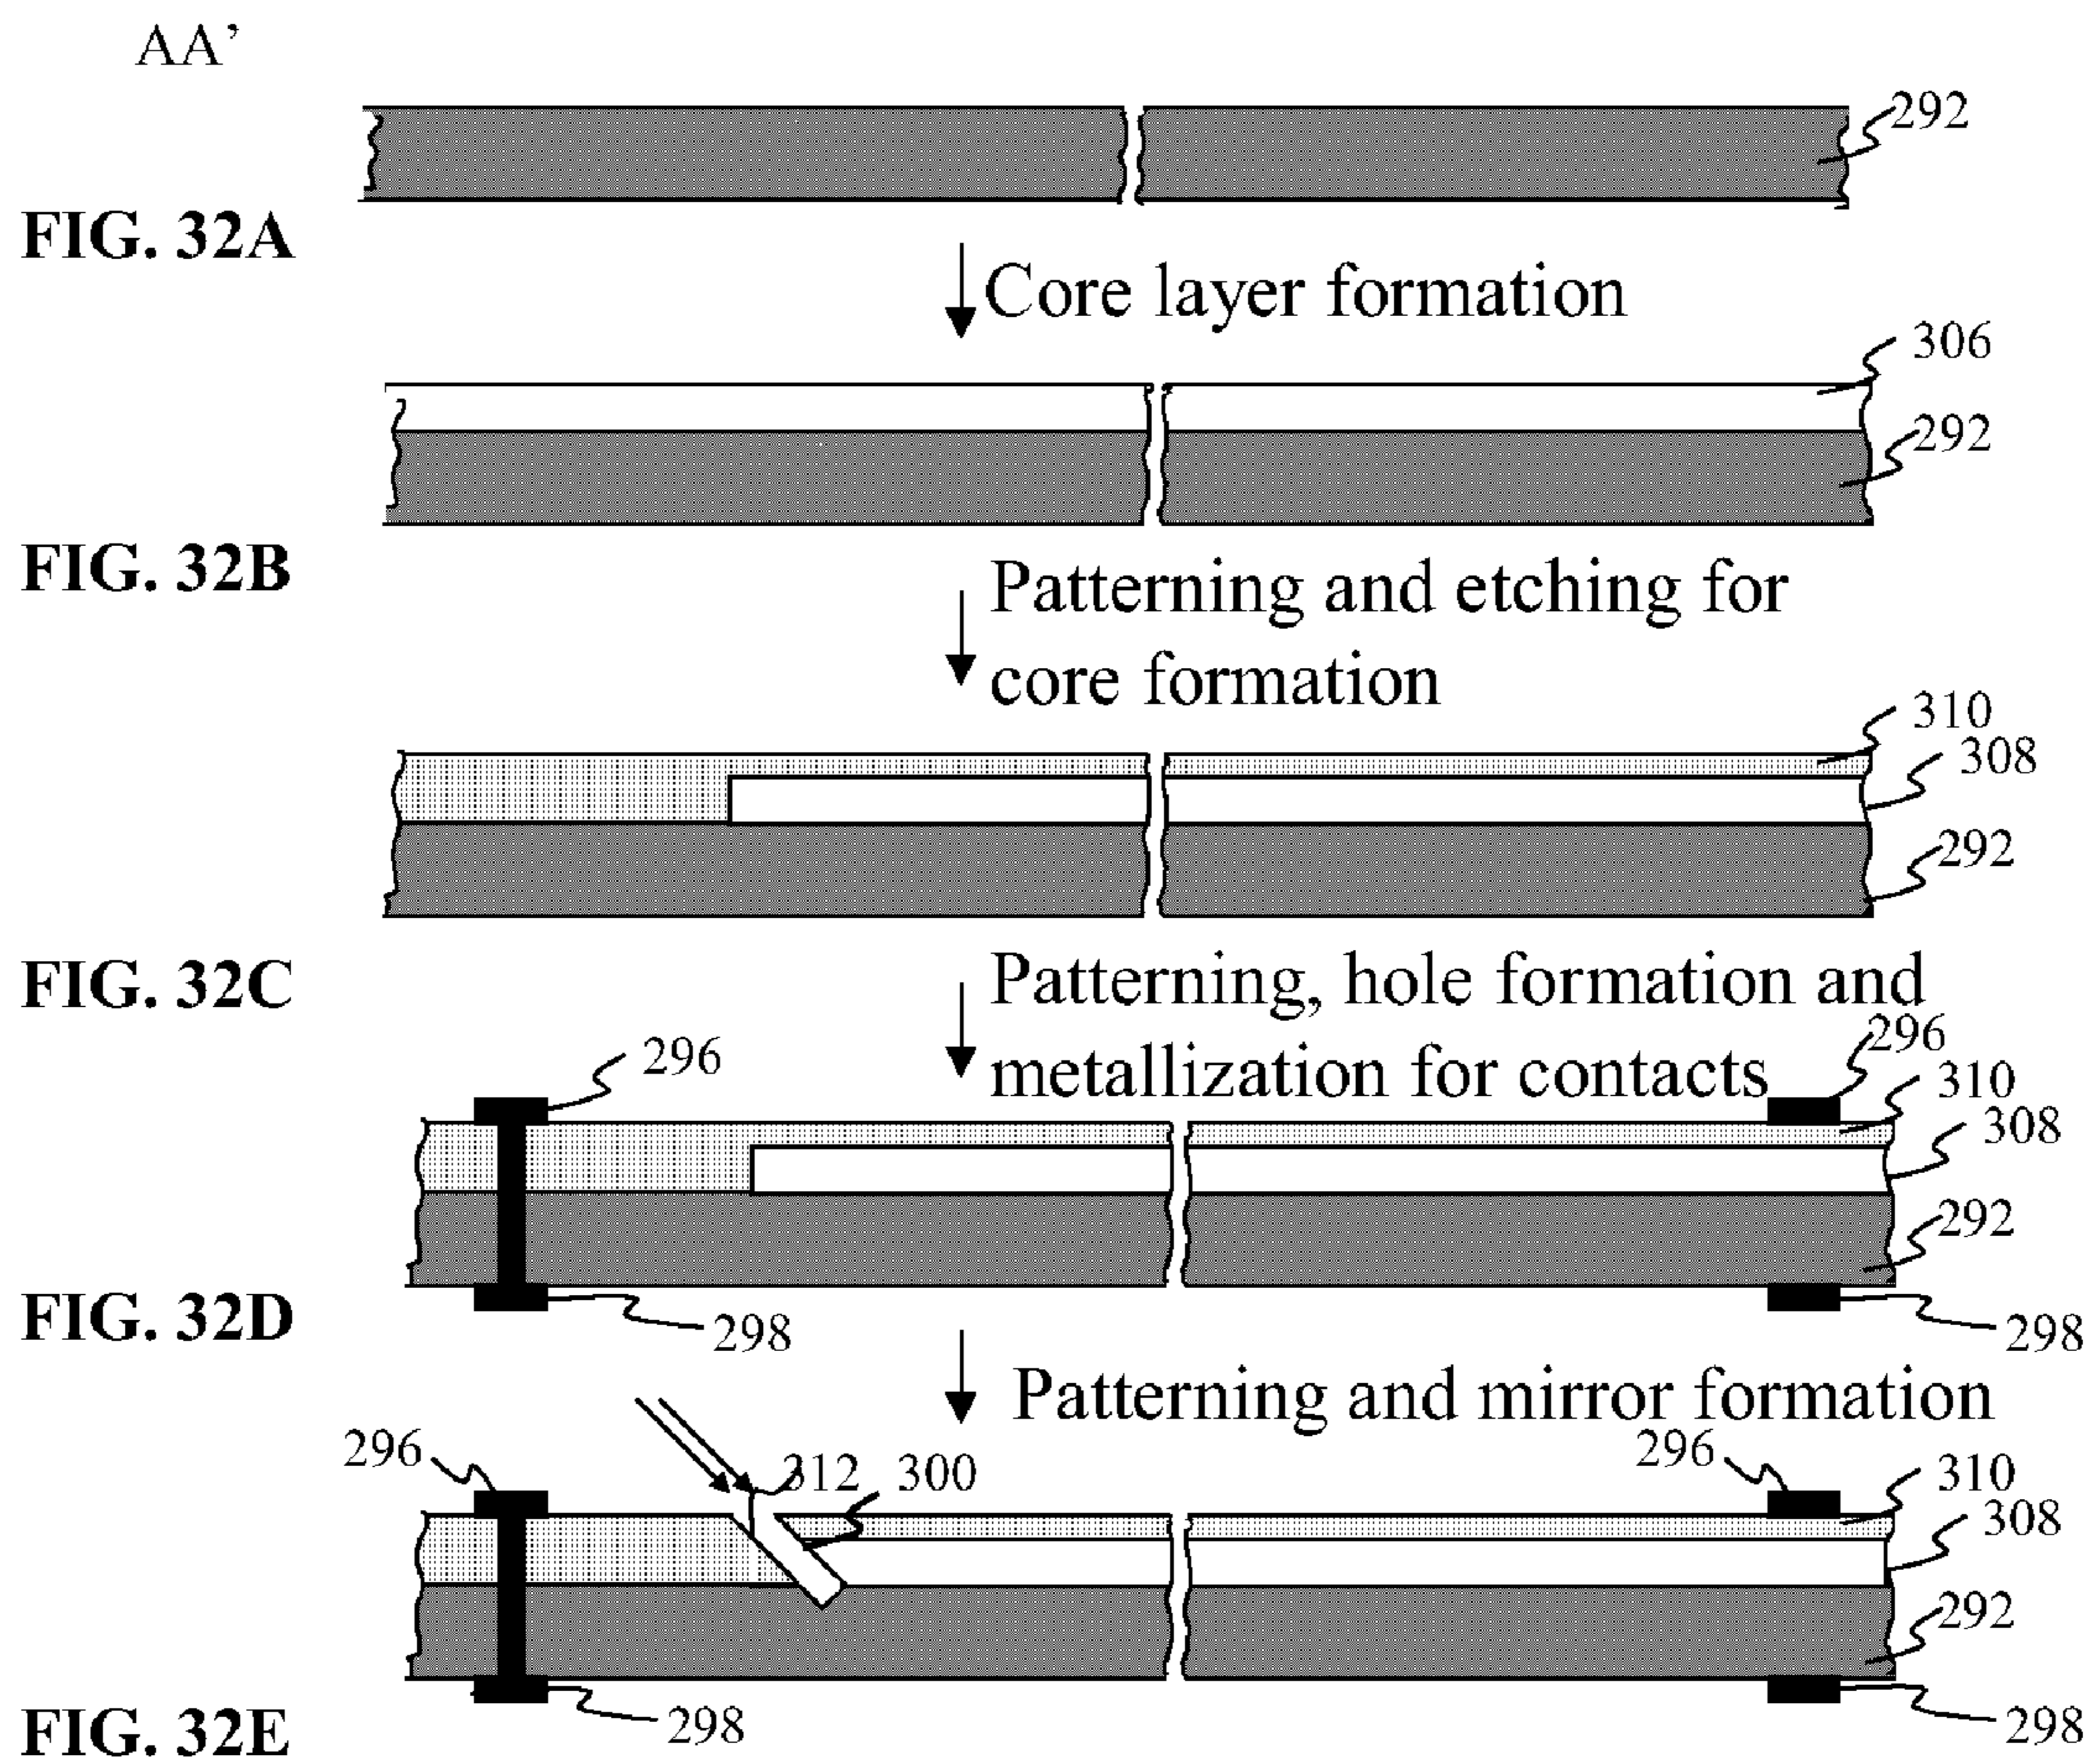 AA’
292
FIG. 32A
Core layer formation
306
292
FIG. 32B
Patterning and etching for
core formation
310
308
292
FIG. 32C
Patterning, hole formation and
metallization for contacts
296
296
310
308
292
FIG. 32D
298
298
Patterning and mirror formation
296
312
300
296
310
308
292
FIG. 32E
298
298